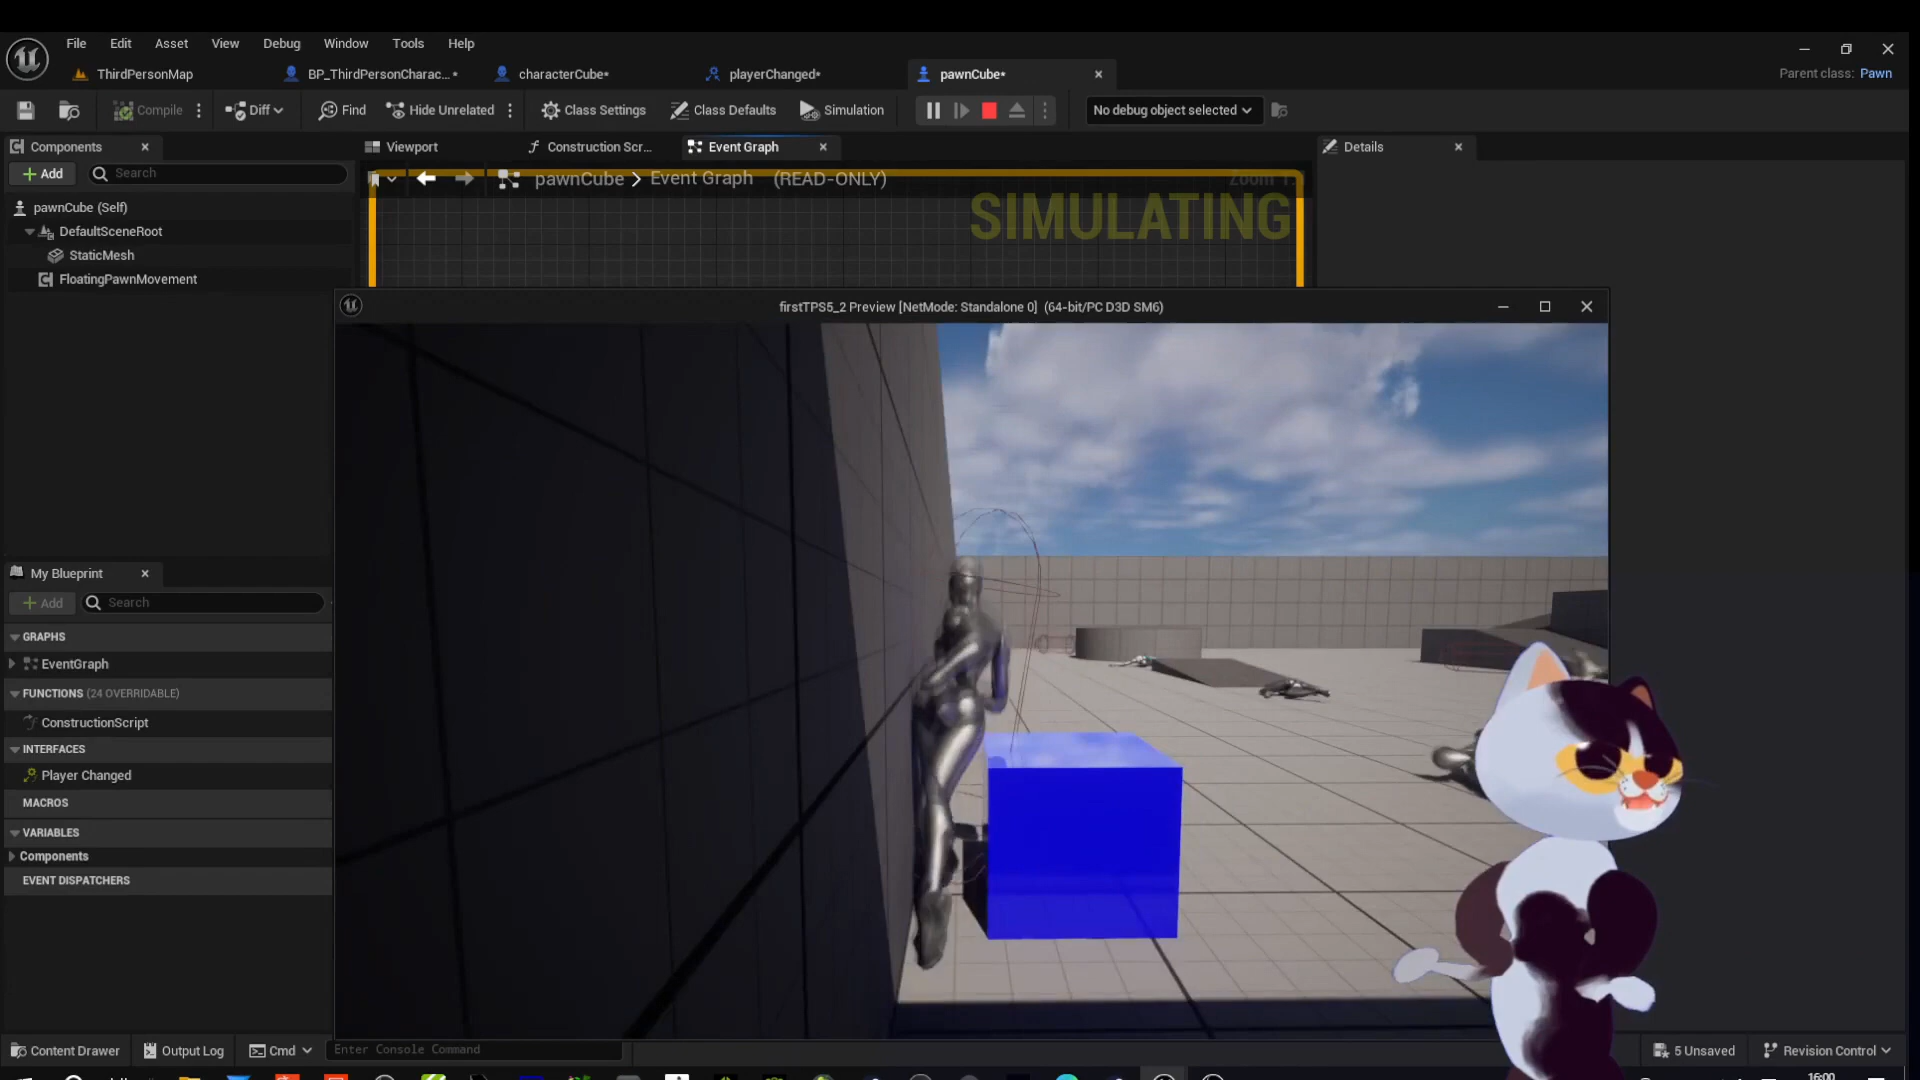 File Edit Asset View Debug Window Tools Help
ThirdPersonMap BP_ThirdPersonCharac...* characterCube* playerChanged* pawnCube*
Parent class: Pawn
Compile Diff Find Hide Unrelated Class Settings Class Defaults Simulation No debug object selected
Components
Viewport Construction Scr... Event Graph
Details
Add Search
pawnCube > Event Graph (READ-ONLY)
SIMULATING
pawnCube (Self)
DefaultSceneRoot
StaticMesh
FloatingPawnMovement
firstTPS5_2 Preview [NetMode: Standalone 0] (64-bit/PC D3D SM6)
My Blueprint
Add Search
GRAPHS
EventGraph
FUNCTIONS (24 OVERRIDABLE)
ConstructionScript
INTERFACES
Player Changed
MACROS
VARIABLES
Components
EVENT DISPATCHERS
Content Drawer Output Log Cmd Enter Console Command 5 Unsaved Revision Control
16:00